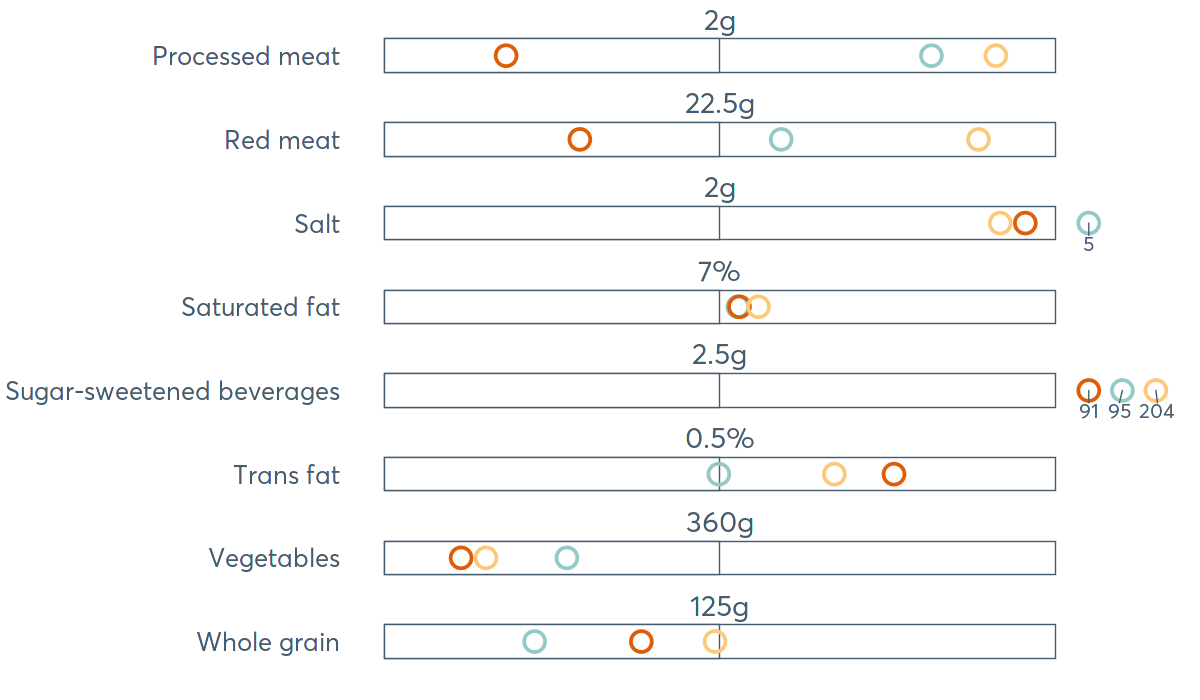 2g
Processed meat
22.5g
Red meat
2g
Salt
5
7%
Saturated fat
2.5g
Sugar-sweetened beverages
91 95 204
0.5%
Trans fat
360g
Vegetables
125g
Whole grain